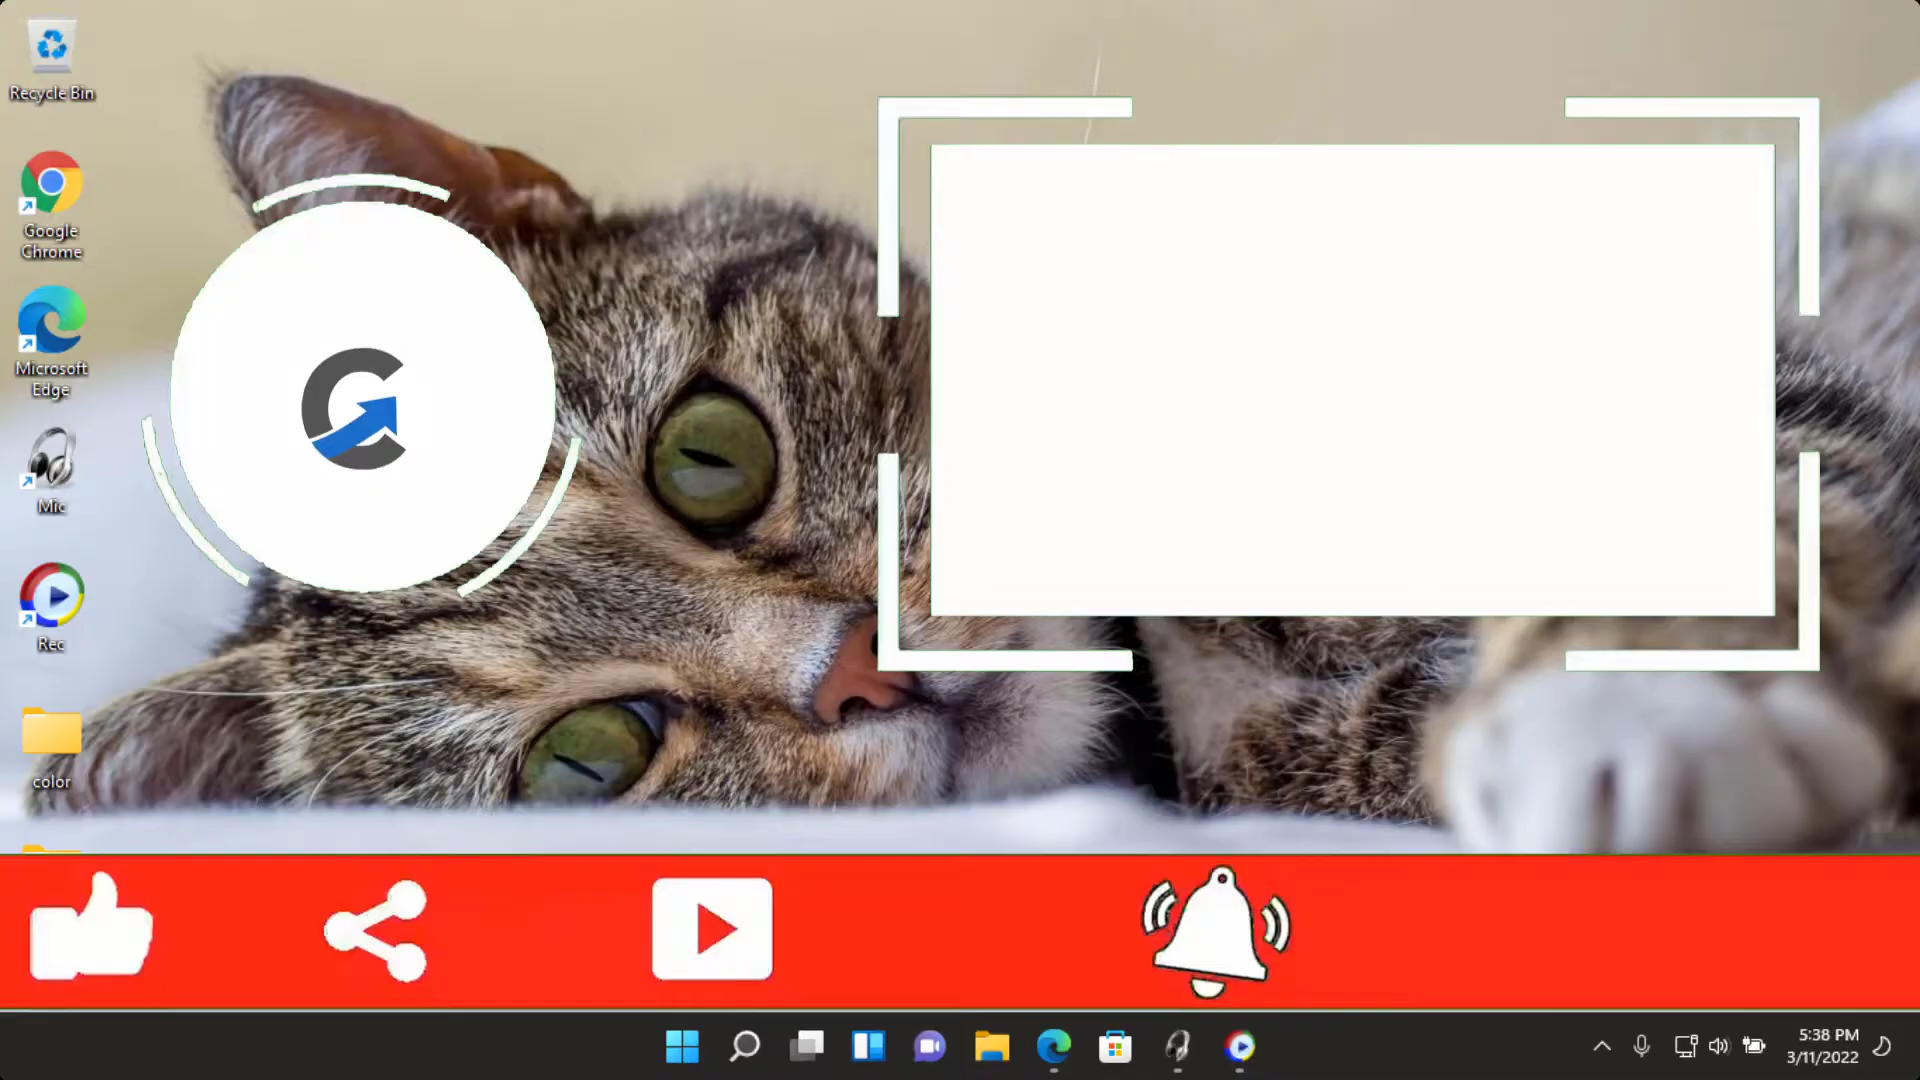 Recycle Bin
Google
Chrome
Microsoft
Edge
Mic
Rec
color
5:38 PM
3/11/2022